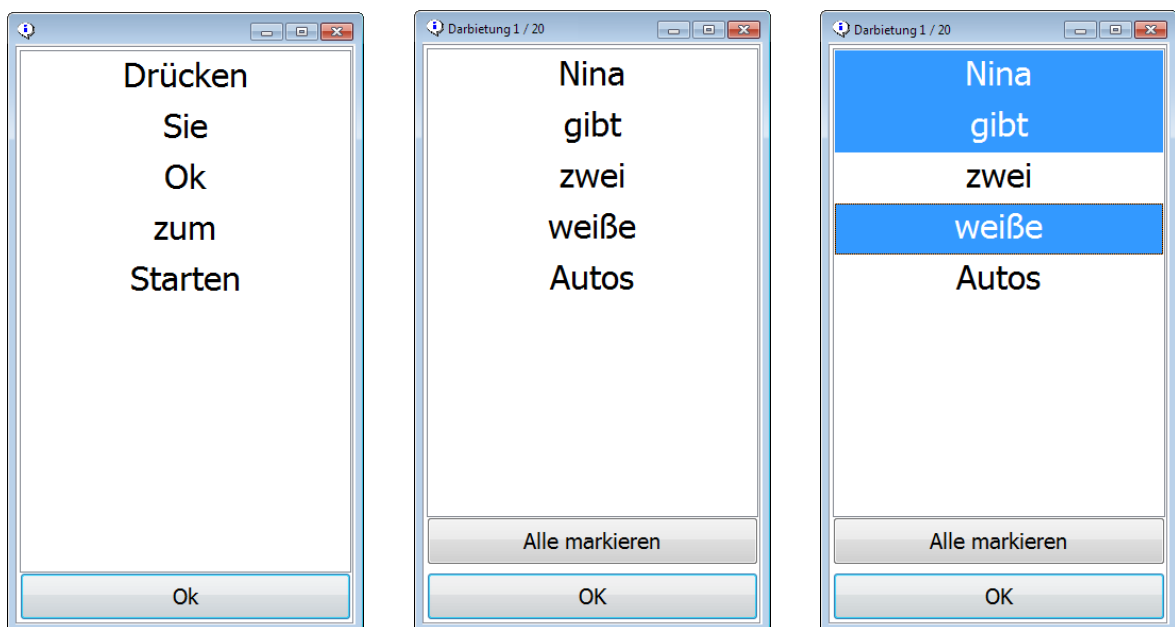 Drücken
Sie
Ok
zum
Starten
Ok
Darbietung 1 / 20
Nina
gibt
zwei
weiße
Autos
Alle markieren
OK
Darbietung 1 / 20
Nina
gibt
zwei
weiße
Autos
Alle markieren
OK